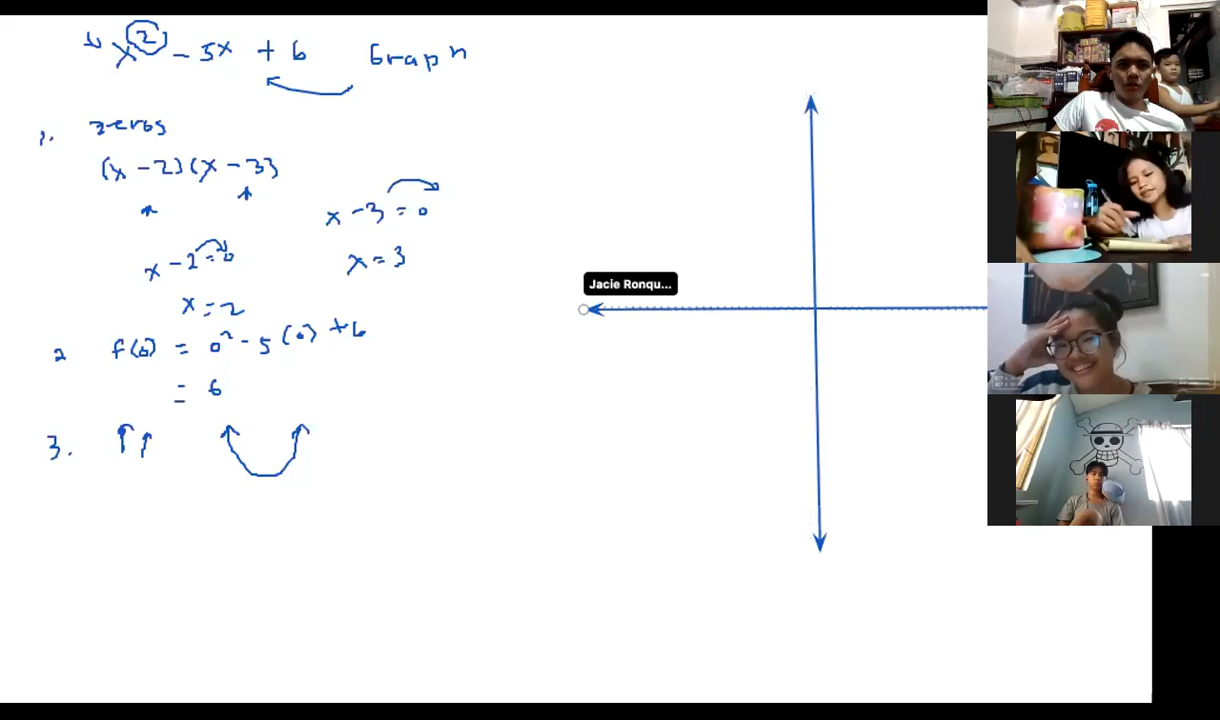 x² - 5x + 6 Graph
1. zeros
(x - 2)(x - 3)
x - 3 = 0
x - 2 = 0
x = 3
x = 2
2 f(0) = 0² - 5(0) + 6
= 6
3.
Jacie Ronqu...